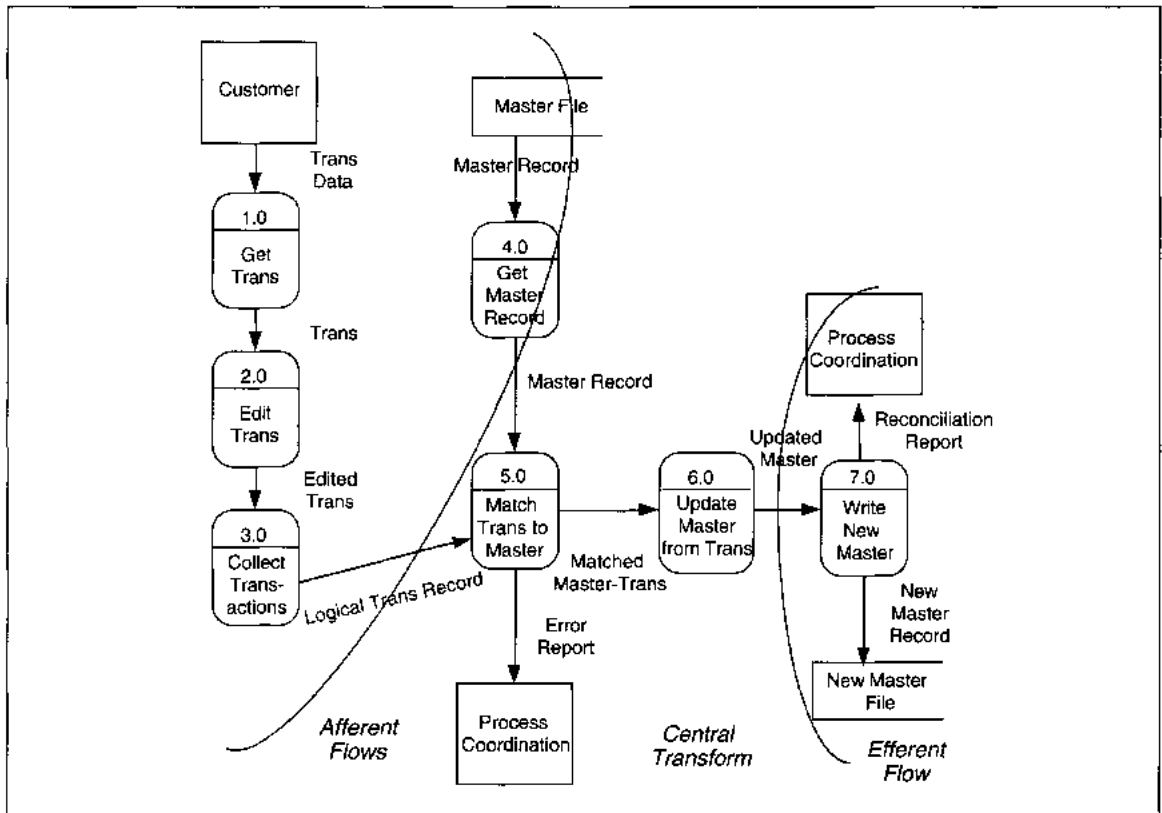 Customer
Trans
Data
1.0
Get
Trans
Trans
2.0
Edit
Trans
Edited
Trans
3.0
Collect
Trans-
actions
Logical Trans Record
Master File
Master Record
4.0
Get
Master
Record
Master Record
5.0
Match
Trans to
Master
Error
Report
Process
Coordination
Matched
Master-Trans
6.0
Update
Master
from Trans
Updated
Master
7.0
Write
New
Master
Reconciliation
Report
Process
Coordination
New
Master
Record
New Master
File
Afferent
Flows
Central
Transform
Efferent
Flow